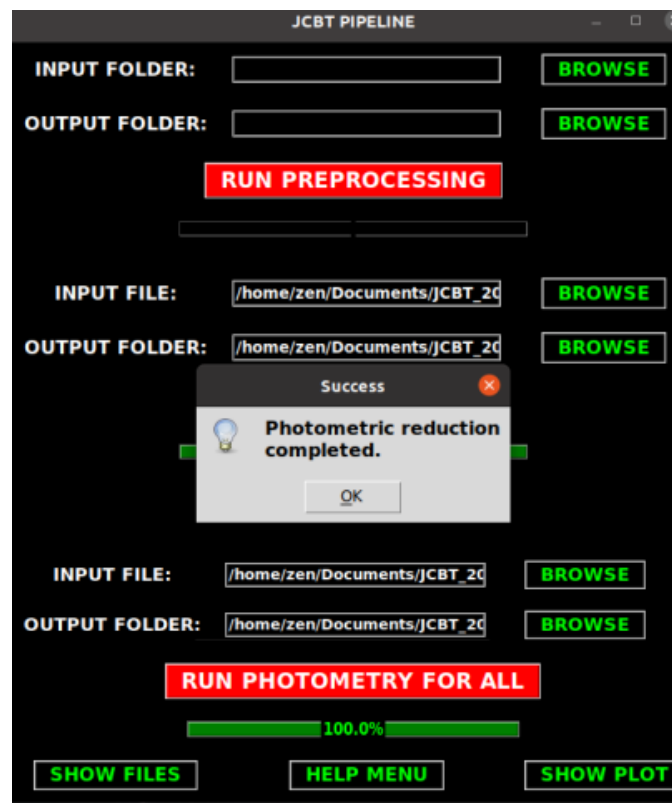 JCBT PIPELINE
INPUT FOLDER: BROWSE
OUTPUT FOLDER: BROWSE
RUN PREPROCESSING
INPUT FILE: /home/zen/Documents/JCBT_20 BROWSE
OUTPUT FOLDER: /home/zen/Documents/JCBT_20 BROWSE
Success
Photometric reduction
completed.
OK
INPUT FILE: /home/zen/Documents/JCBT_20 BROWSE
OUTPUT FOLDER: /home/zen/Documents/JCBT_20 BROWSE
RUN PHOTOMETRY FOR ALL
100.0%
SHOW FILES HELP MENU SHOW PLOT